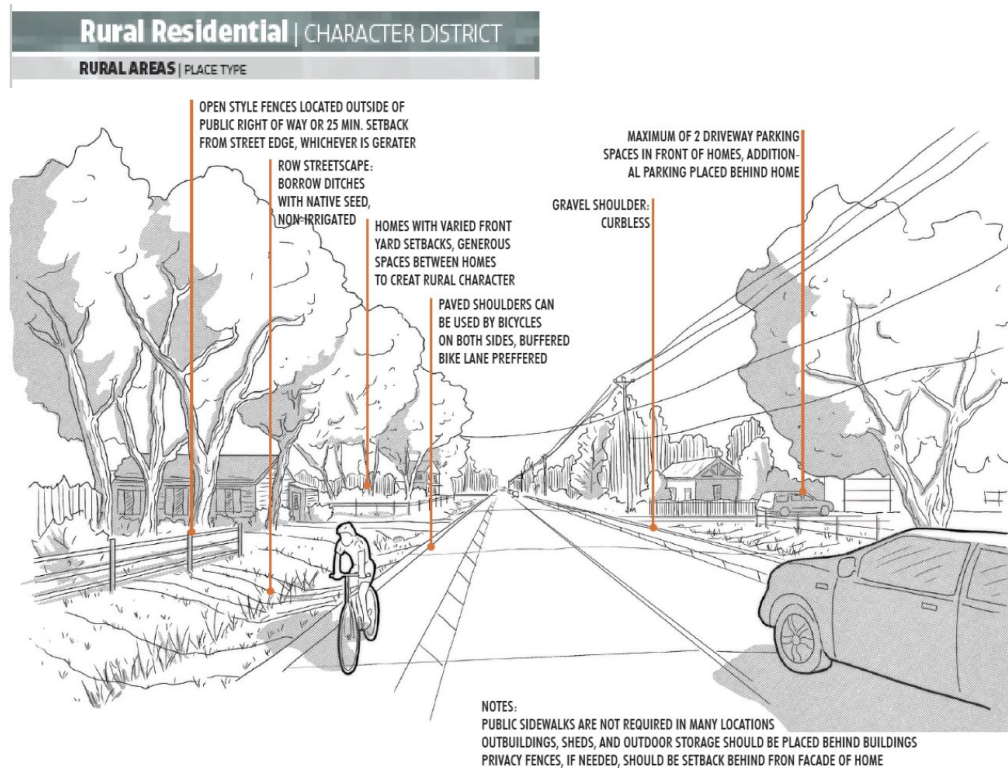 Rural Residential | CHARACTER DISTRICT
RURAL AREAS | PLACE TYPE
OPEN STYLE FENCES LOCATED OUTSIDE OF
PUBLIC RIGHT OF WAY OR 25 MIN. SETBACK
FROM STREET EDGE, WHICHEVER IS GERATER
ROW STREETSCAPE:
BORROW DITCHES
WITH NATIVE SEED,
NON-IRRIGATED
HOMES WITH VARIED FRONT
YARD SETBACKS, GENEROUS
SPACES BETWEEN HOMES
TO CREAT RURAL CHARACTER
PAVED SHOULDERS CAN
BE USED BY BICYCLES
ON BOTH SIDES, BUFFERED
BIKE LANE PREFFERED
GRAVEL SHOULDER:
CURBLESS
MAXIMUM OF 2 DRIVEWAY PARKING
SPACES IN FRONT OF HOMES, ADDITION-
AL PARKING PLACED BEHIND HOME
NOTES:
PUBLIC SIDEWALKS ARE NOT REQUIRED IN MANY LOCATIONS
OUTBUILDINGS, SHEDS, AND OUTDOOR STORAGE SHOULD BE PLACED BEHIND BUILDINGS
PRIVACY FENCES, IF NEEDED, SHOULD BE SETBACK BEHIND FRON FACADE OF HOME